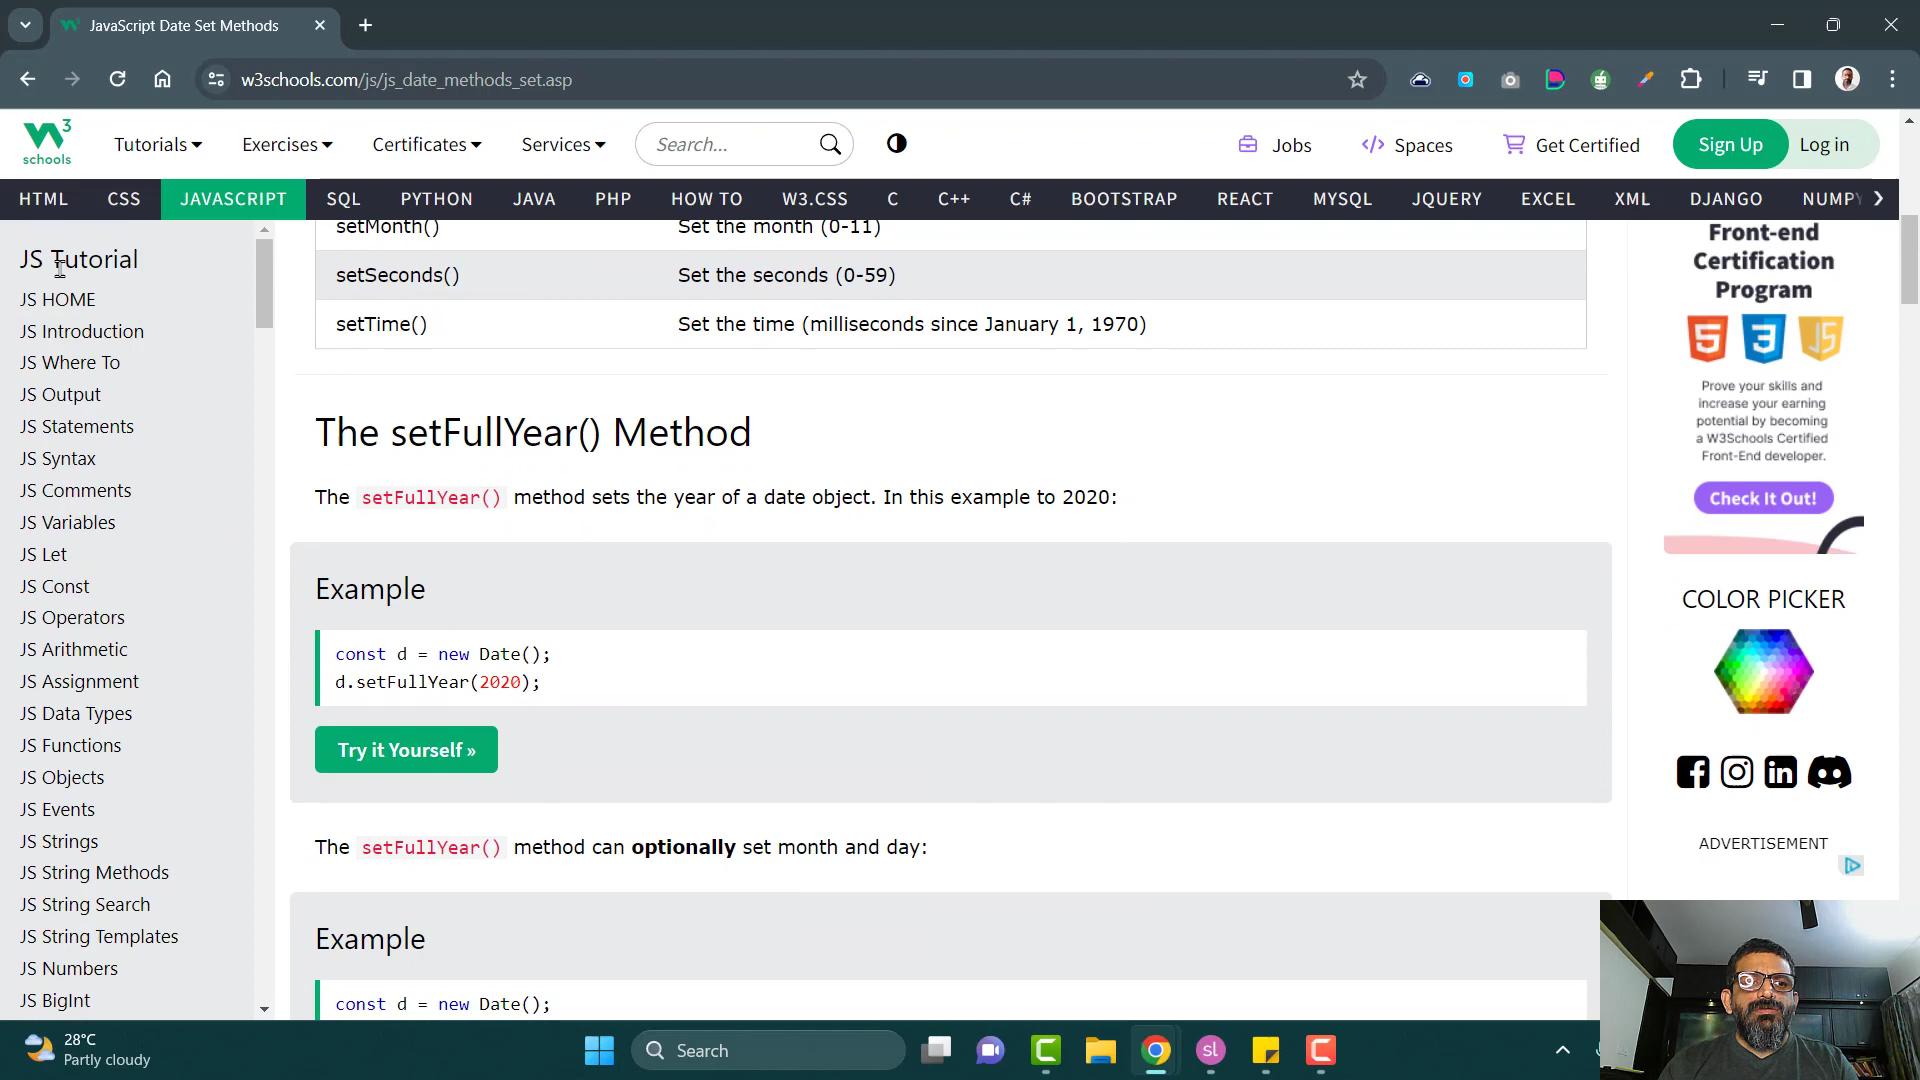 JavaScript Date Set Methods
w3schools.com/js/js_date_methods_set.asp
3
schools
Tutorials
Exercises
Certificates
Services
Search...
Jobs
Spaces
Get Certified
Sign Up
Log in
HTML
CSS
JAVASCRIPT
SQL
PYTHON
JAVA
PHP
HOW TO
W3.CSS
C
C++
C#
BOOTSTRAP
REACT
MYSQL
JQUERY
EXCEL
XML
DJANGO
NUMPY
JS Tutorial
JS HOME
JS Introduction
JS Where To
JS Output
JS Statements
JS Syntax
JS Comments
JS Variables
JS Let
JS Const
JS Operators
JS Arithmetic
JS Assignment
JS Data Types
JS Functions
JS Objects
JS Events
JS Strings
JS String Methods
JS String Search
JS String Templates
JS Numbers
JS BigInt
setMonth() Set the month (0-11)
setSeconds() Set the seconds (0-59)
setTime() Set the time (milliseconds since January 1, 1970)
The setFullYear() Method
The setFullYear() method sets the year of a date object. In this example to 2020:
Example
const d = new Date();
d.setFullYear(2020);
Try it Yourself »
The setFullYear() method can optionally set month and day:
Example
const d = new Date();
Front-end
Certification
Program
5 3 JS
Prove your skills and
increase your earning
potential by becoming
a W3Schools Certified
Front-End developer.
Check It Out!
COLOR PICKER
ADVERTISEMENT
28°C
Partly cloudy
Search
sl